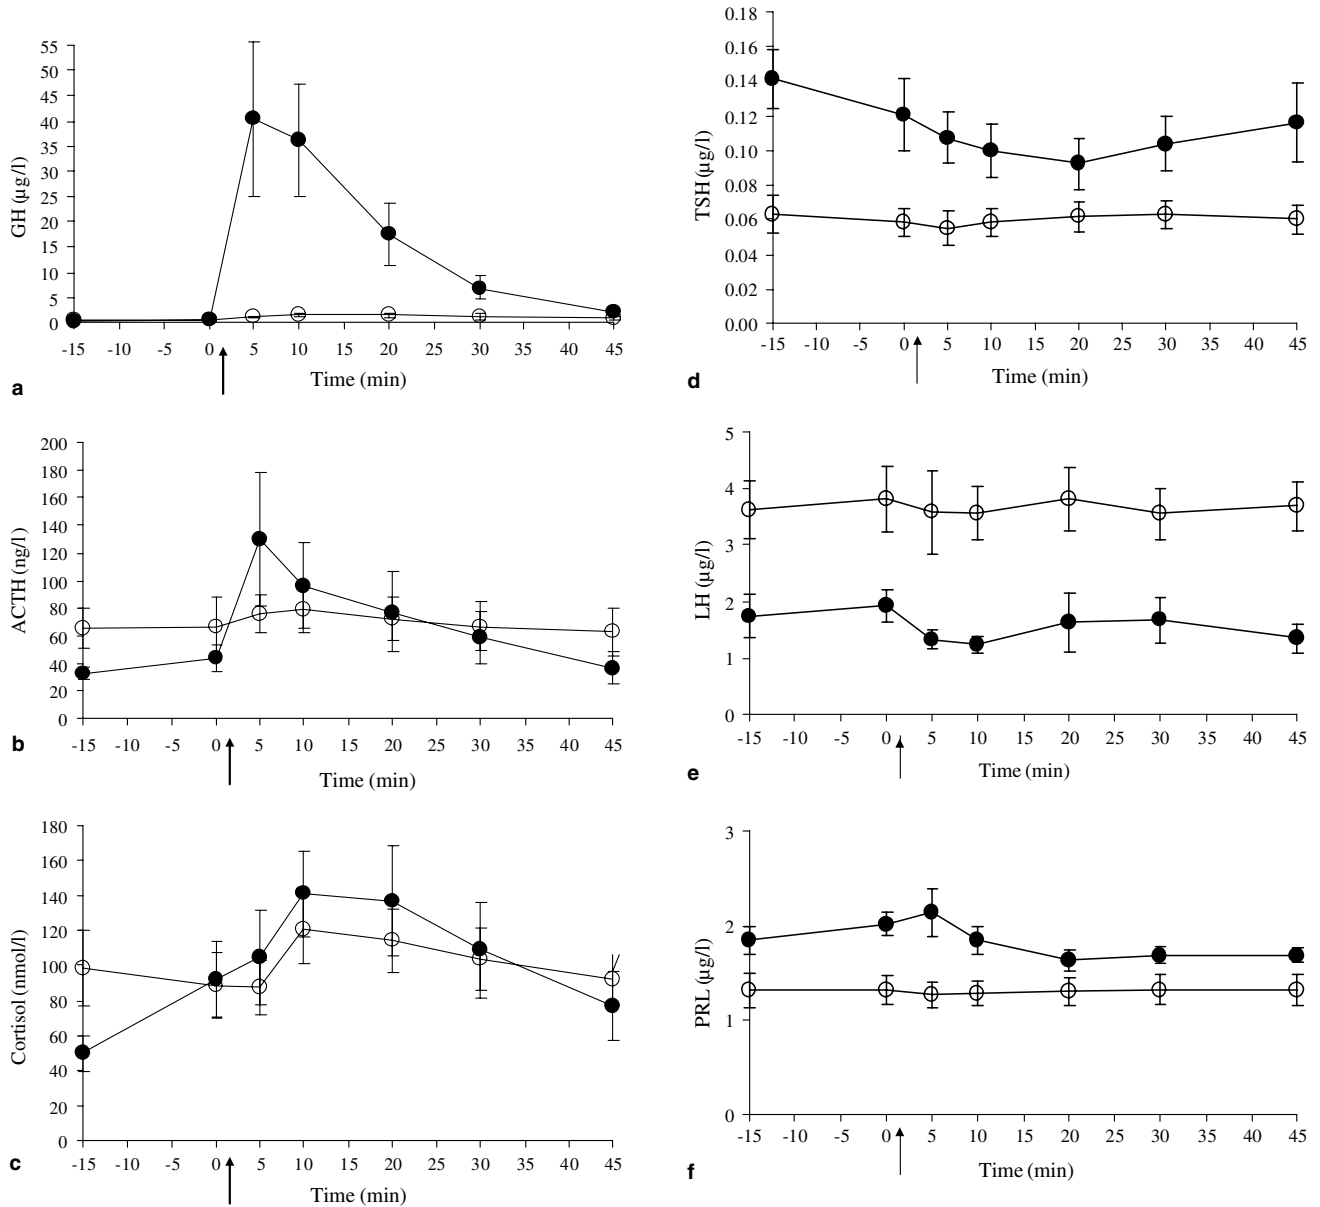 55
50
45
40
35
30
25
20
15
10
5
0
GH (µg/l)
-15 -10 -5 0 5 10 15 20 25 30 35 40 45
Time (min)
a
200
180
160
140
120
100
80
60
40
20
0
ACTH (ng/l)
-15 -10 -5 0 5 10 15 20 25 30 35 40 45
Time (min)
b
180
160
140
120
100
80
60
40
20
0
Cortisol (nmol/l)
-15 -10 -5 0 5 10 15 20 25 30 35 40 45
Time (min)
c
0.18
0.16
0.14
0.12
0.10
0.08
0.06
0.04
0.02
0.00
TSH (µg/l)
-15 -10 -5 0 5 10 15 20 25 30 35 40 45
Time (min)
d
5
4
3
2
1
0
LH (µg/l)
-15 -10 -5 0 5 10 15 20 25 30 35 40 45
Time (min)
e
3
2
1
0
PRL (µg/l)
-15 -10 -5 0 5 10 15 20 25 30 35 40 45
Time (min)
f